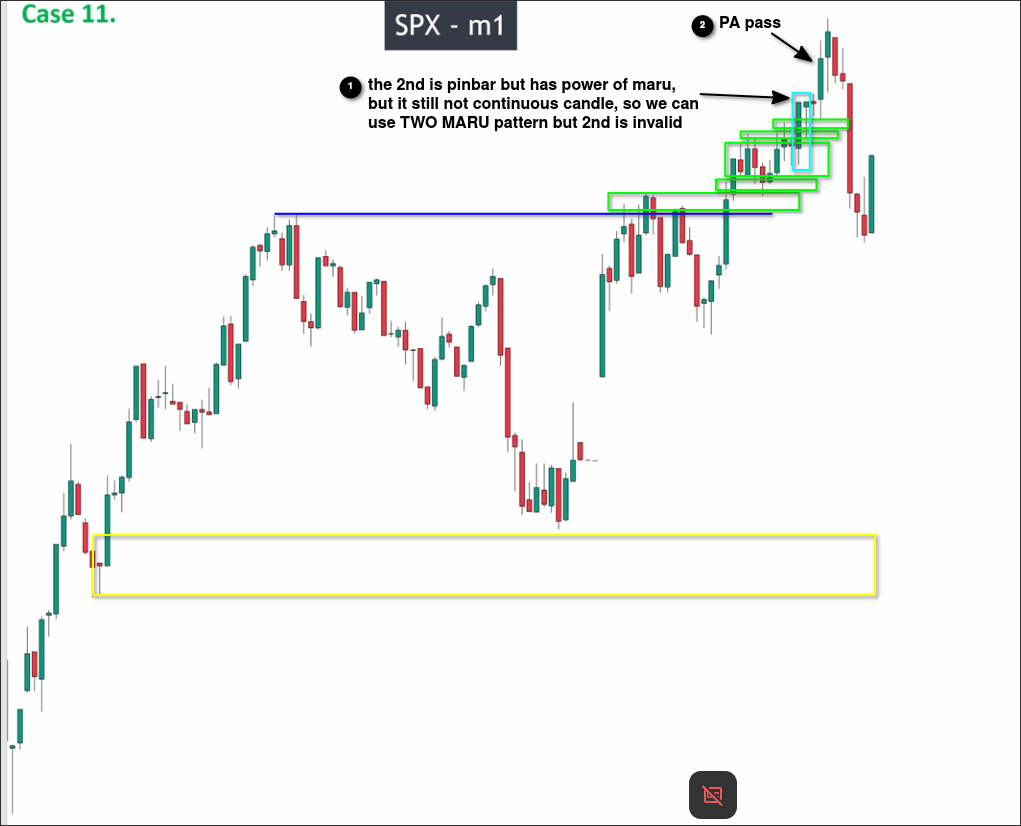 Case 11.
SPX - m1
2 PA pass
1 the 2nd is pinbar but has power of maru,
but it still not continuous candle, so we can
use TWO MARU pattern but 2nd is invalid